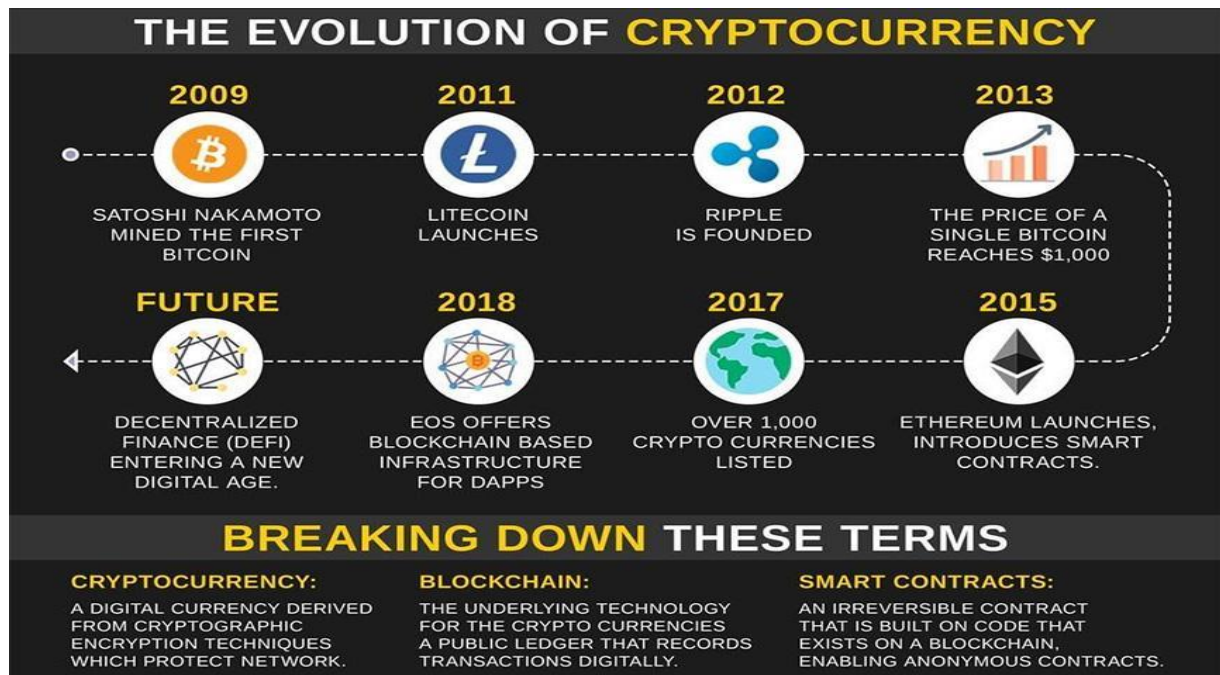 THE EVOLUTION OF CRYPTOCURRENCY
2009
SATOSHI NAKAMOTO
MINED THE FIRST
BITCOIN
2011
LITECOIN
LAUNCHES
2012
RIPPLE
IS FOUNDED
2013
THE PRICE OF A
SINGLE BITCOIN
REACHES $1,000
2015
ETHEREUM LAUNCHES,
INTRODUCES SMART
CONTRACTS.
2017
OVER 1,000
CRYPTO CURRENCIES
LISTED
2018
EOS OFFERS
BLOCKCHAIN BASED
INFRASTRUCTURE
FOR DAPPS
FUTURE
DECENTRALIZED
FINANCE (DEFI)
ENTERING A NEW
DIGITAL AGE.
BREAKING DOWN THESE TERMS
CRYPTOCURRENCY:
A DIGITAL CURRENCY DERIVED
FROM CRYPTOGRAPHIC
ENCRYPTION TECHNIQUES
WHICH PROTECT NETWORK.
BLOCKCHAIN:
THE UNDERLYING TECHNOLOGY
FOR THE CRYPTO CURRENCIES
A PUBLIC LEDGER THAT RECORDS
TRANSACTIONS DIGITALLY.
SMART CONTRACTS:
AN IRREVERSIBLE CONTRACT
THAT IS BUILT ON CODE THAT
EXISTS ON A BLOCKCHAIN,
ENABLING ANONYMOUS CONTRACTS.